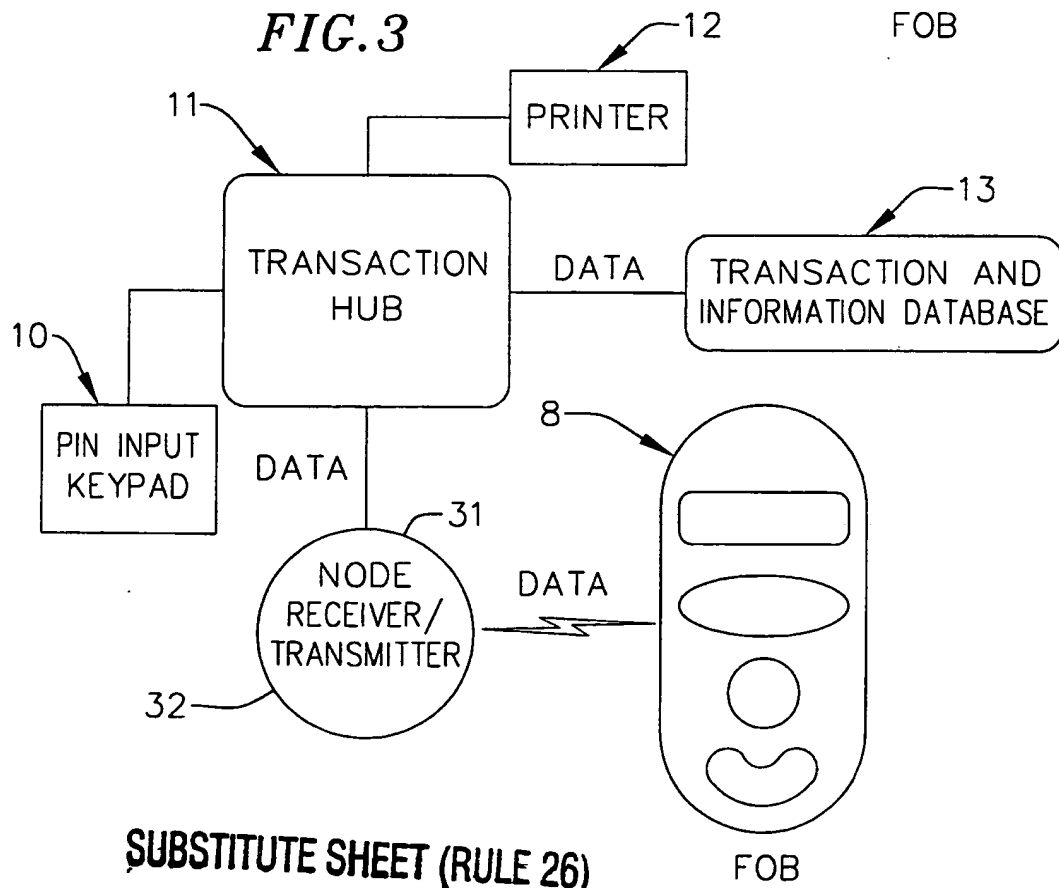 FIG.3
FOB
12
PRINTER
11
TRANSACTION
HUB
13
DATA
TRANSACTION AND
INFORMATION DATABASE
10
PIN INPUT
KEYPAD
DATA
8
31
NODE
RECEIVER/
TRANSMITTER
DATA
32
SUBSTITUTE SHEET (RULE 26)
FOB